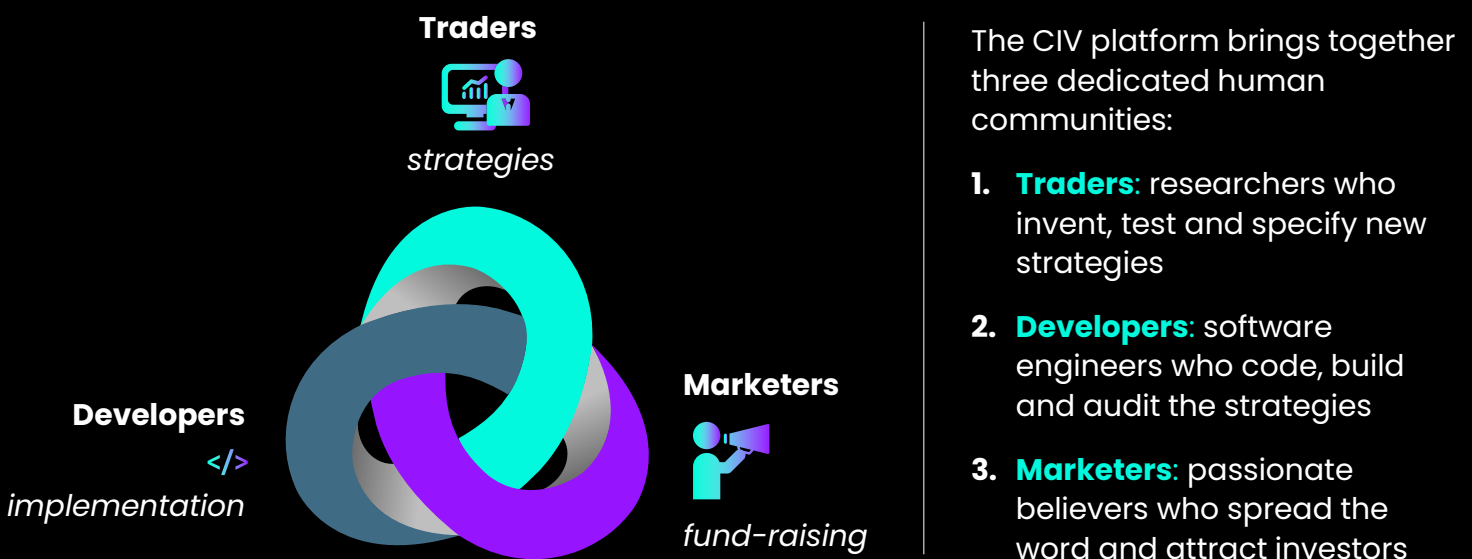 Traders
strategies
Developers
</>
implementation
Marketers
fund-raising
The CIV platform brings together
three dedicated human
communities:
1. Traders: researchers who
invent, test and specify new
strategies
2. Developers: software
engineers who code, build
and audit the strategies
3. Marketers: passionate
believers who spread the
word and attract investors